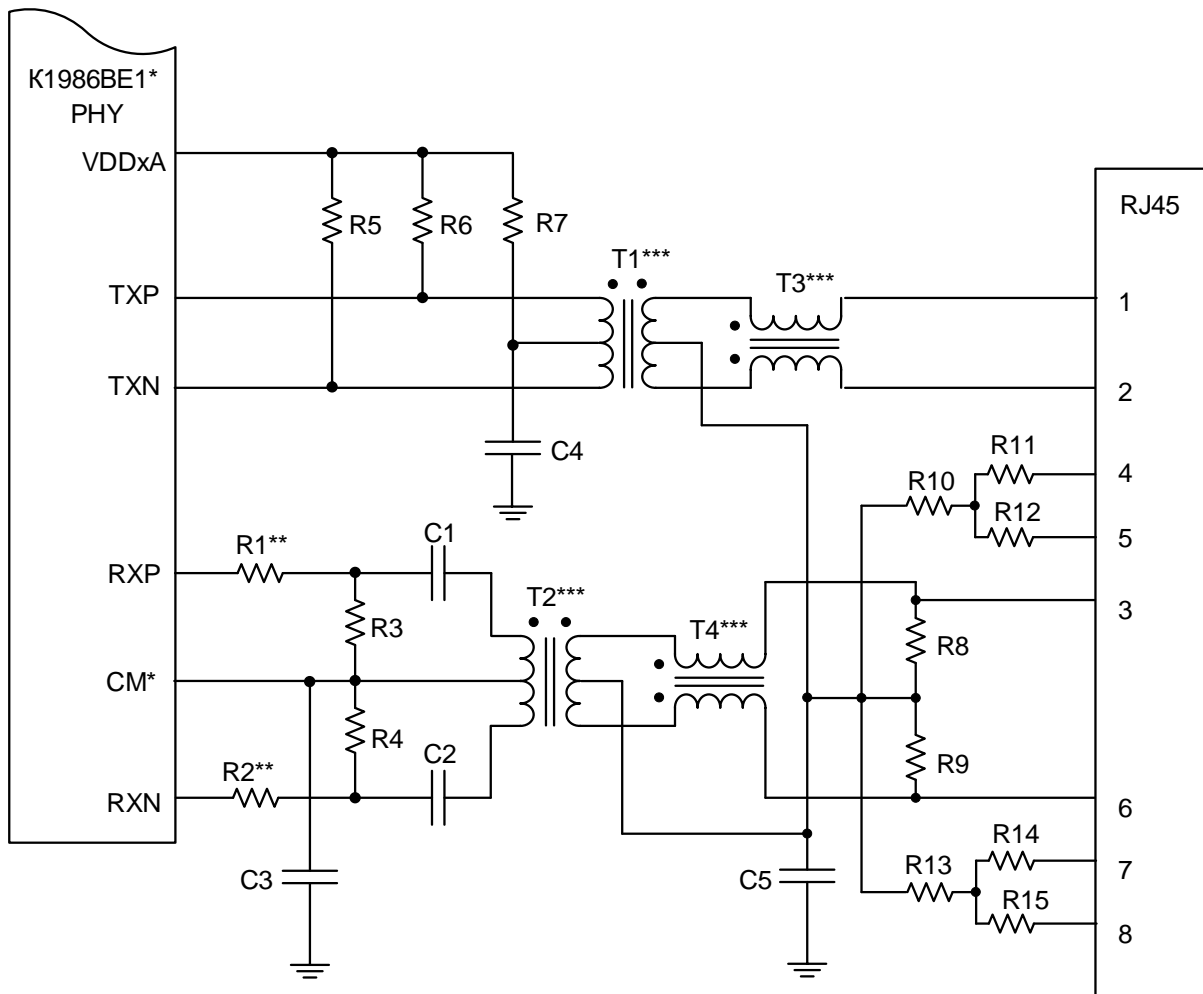 К1986ВЕ1*
PHY
VDDxA
RJ45
R5
R6
R7
T1***
T3***
TXP
1
TXN
2
C4
R11
4
R10
R12
5
C1
R1**
RXP
3
T2***
R3
T4***
R8
CM*
R4
C2
R9
R2**
RXN
6
R14
7
C3
C5
R13
R15
8